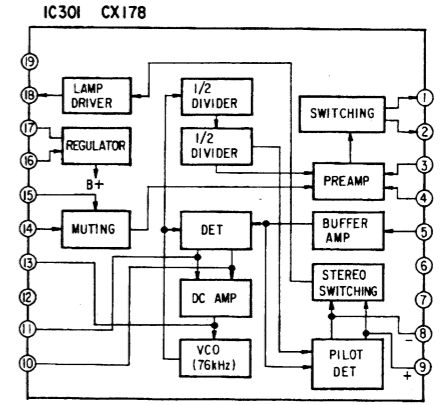 IC301 CX178
19
18
17
16
15
14
13
12
11
10
LAMP
DRIVER
REGULATOR
B+
MUTING
1/2
DIVIDER
1/2
DIVIDER
DET
DC AMP
VCO
(76kHz)
SWITCHING
PREAMP
BUFFER
AMP
STEREO
SWITCHING
PILOT
DET
1
2
3
4
5
6
7
8
−
9
+